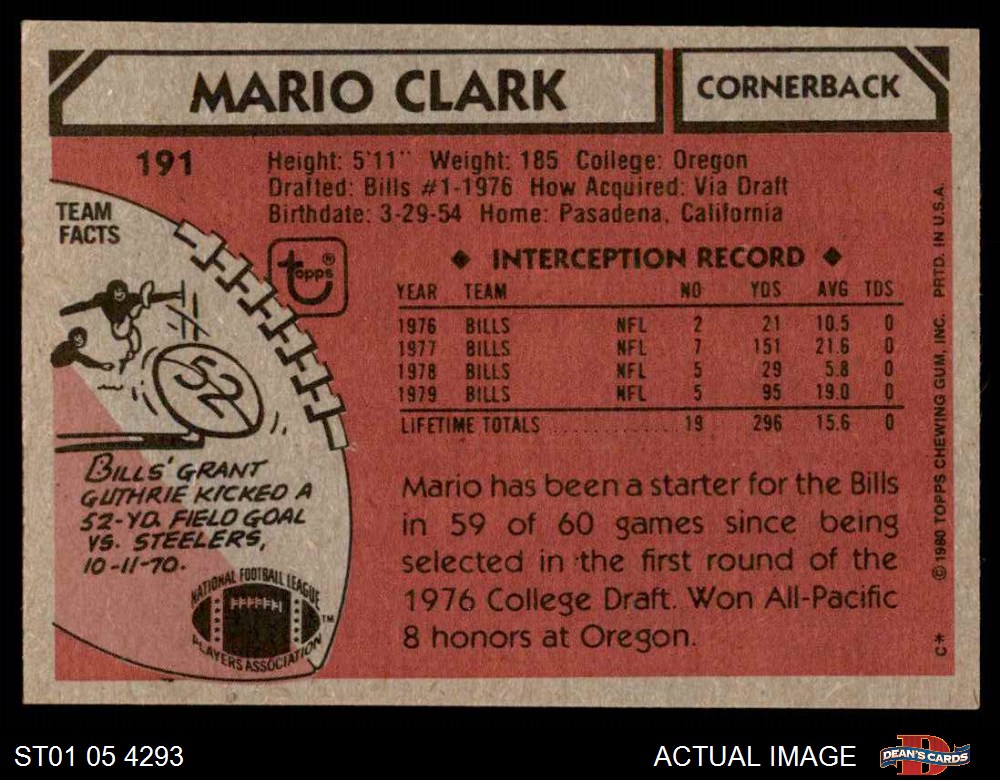 MARIO CLARK
CORNERBACK
191
Height: 5'11" Weight: 185 College: Oregon
Drafted: Bills #1-1976 How Acquired: Via Draft
Birthdate: 3-29-54 Home: Pasadena, California
TEAM
FACTS
topps ®
◆ INTERCEPTION RECORD ◆
YEAR TEAM NO YDS AVG TDS
1976 BILLS NFL 2 21 10.5 0
1977 BILLS NFL 7 151 21.6 0
1978 BILLS NFL 5 29 5.8 0
1979 BILLS NFL 5 95 19.0 0
LIFETIME TOTALS .................... 19 296 15.6 0
52
BILLS' GRANT
GUTHRIE KICKED A
52-YD. FIELD GOAL
VS. STEELERS,
10-11-70.
NATIONAL FOOTBALL LEAGUE
PLAYERS ASSOCIATION
TM
Mario has been a starter for the Bills
in 59 of 60 games since being
selected in the first round of the
1976 College Draft. Won All-Pacific
8 honors at Oregon.
C* © 1980 TOPPS CHEWING GUM, INC. PRTD. IN U.S.A.
ST01 05 4293
ACTUAL IMAGE
DEAN'S CARDS